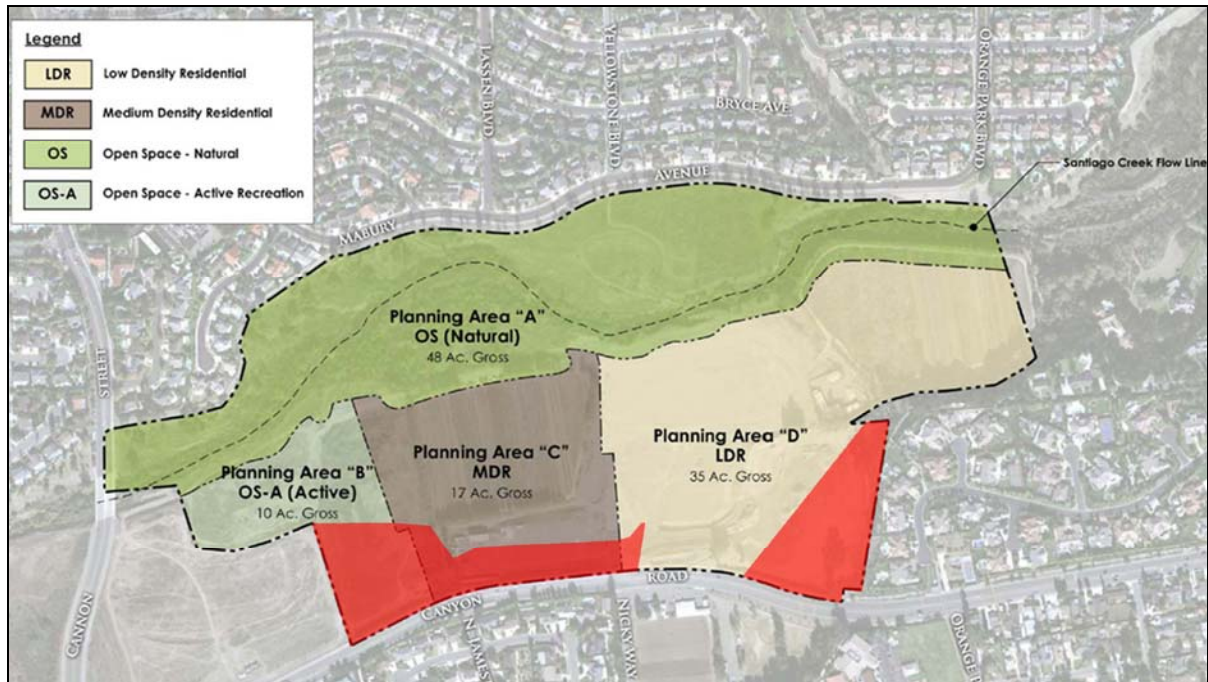 Legend
LDR Low Density Residential
MDR Medium Density Residential
OS Open Space - Natural
OS-A Open Space - Active Recreation
LASSEN BLVD
YELLOWSTONE BLVD
ORANGE PARK BLVD
BRYCE AVE
Santiago Creek Flow Line
MABURY AVENUE
Planning Area "A"
OS (Natural)
48 Ac. Gross
Planning Area "B"
OS-A (Active)
10 Ac. Gross
Planning Area "C"
MDR
17 Ac. Gross
Planning Area "D"
LDR
35 Ac. Gross
CANNON STREET
CANYON ROAD
N. JAMES
NICKY WAY
ORANGE